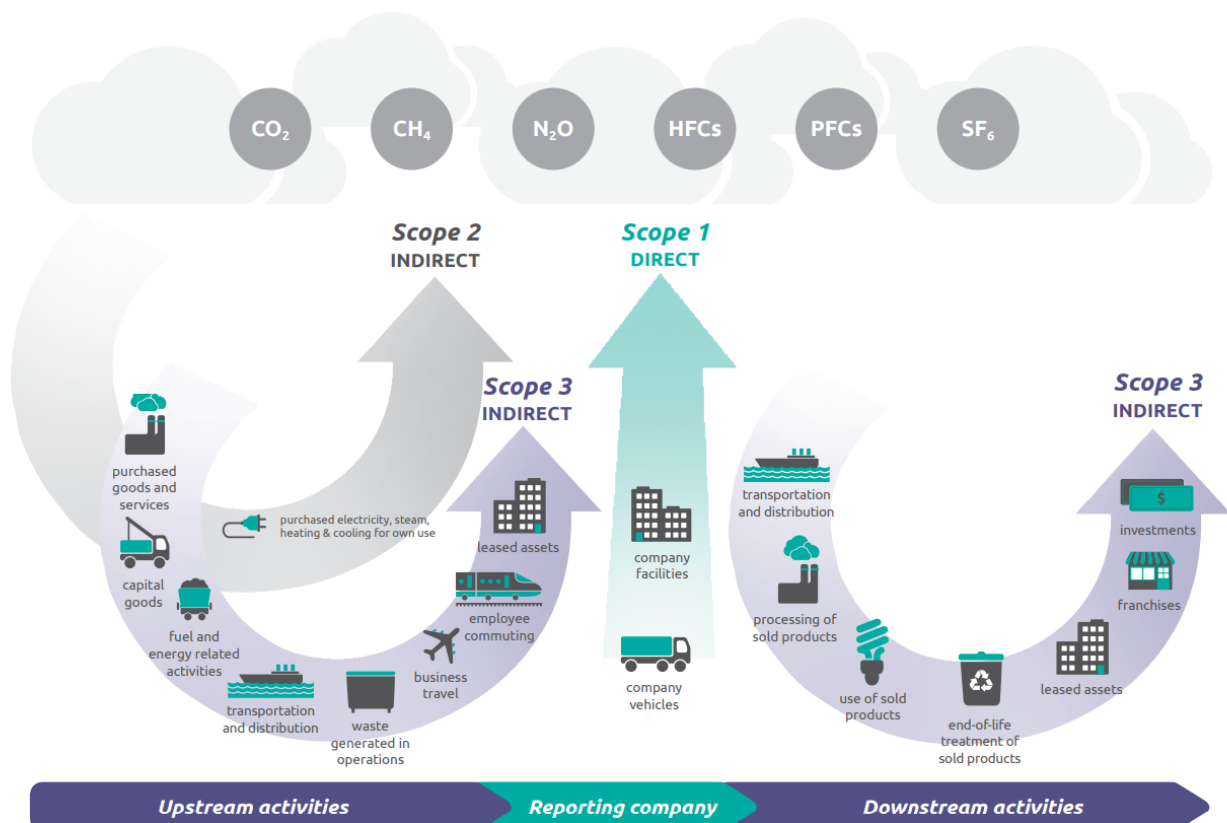 CO₂
CH₄
N₂O
HFCs
PFCs
SF₆
Scope 2
INDIRECT
Scope 1
DIRECT
Scope 3
INDIRECT
Scope 3
INDIRECT
purchased
goods and
services
capital
goods
fuel and
energy related
activities
transportation
and distribution
waste
generated in
operations
business
travel
employee
commuting
leased assets
purchased electricity, steam,
heating & cooling for own use
company
facilities
company
vehicles
transportation
and distribution
processing of
sold products
use of sold
products
end-of-life
treatment of
sold products
leased assets
franchises
$
investments
Upstream activities
Reporting company
Downstream activities